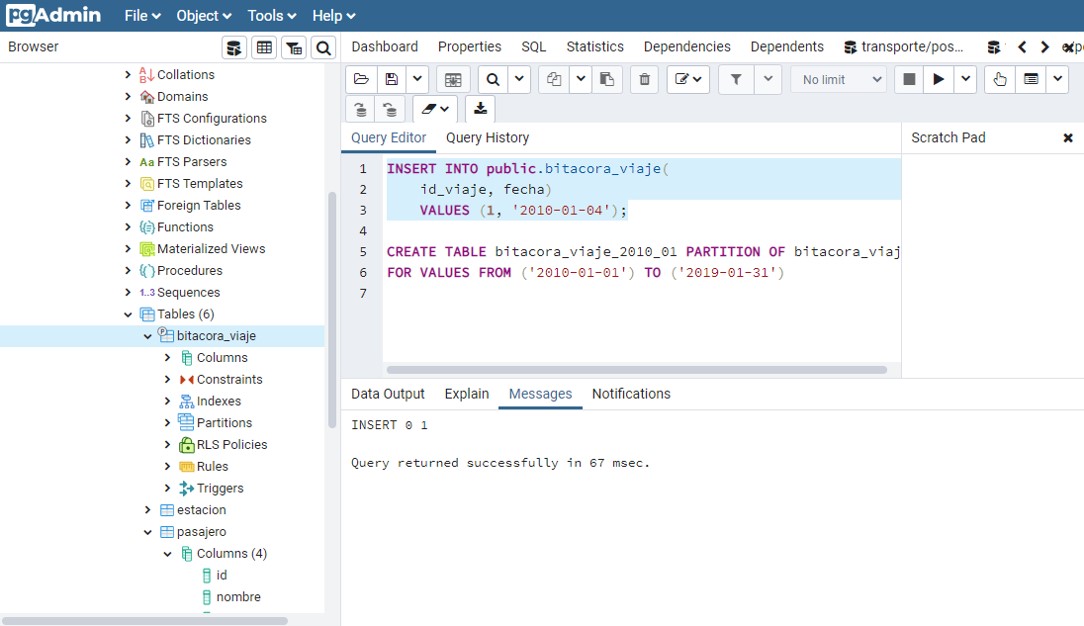 pgAdmin File Object Tools Help
Browser
Dashboard Properties SQL Statistics Dependencies Dependents transporte/pos...
No limit
Collations
Domains
FTS Configurations
FTS Dictionaries
Aa FTS Parsers
FTS Templates
Foreign Tables
Functions
Materialized Views
Procedures
1..3 Sequences
Tables (6)
bitacora_viaje
Columns
Constraints
Indexes
Partitions
RLS Policies
Rules
Triggers
estacion
pasajero
Columns (4)
id
nombre
Query Editor Query History
Scratch Pad
1 INSERT INTO public.bitacora_viaje(
2 id_viaje, fecha)
3 VALUES (1, '2010-01-04');
4
5 CREATE TABLE bitacora_viaje_2010_01 PARTITION OF bitacora_viaj
6 FOR VALUES FROM ('2010-01-01') TO ('2019-01-31')
7
Data Output Explain Messages Notifications
INSERT 0 1
Query returned successfully in 67 msec.